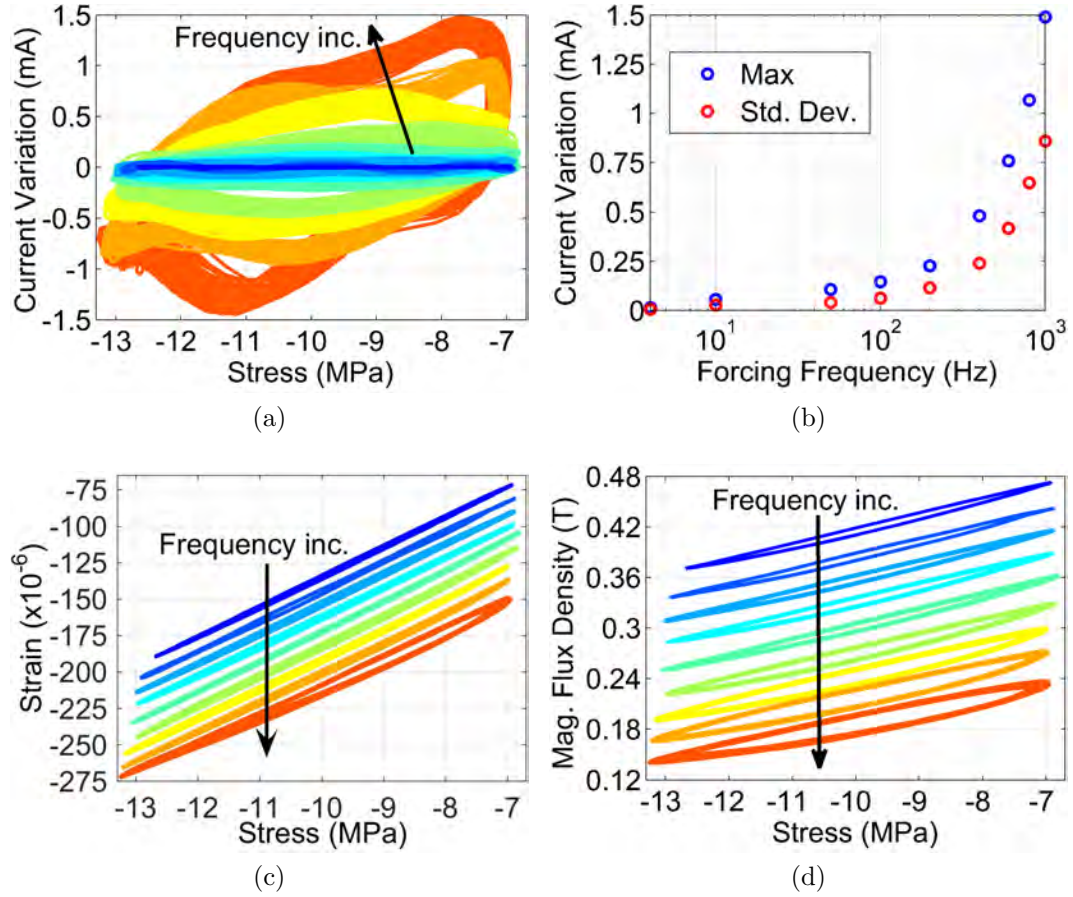 1.5
1
0.5
0
-0.5
-1
-1.5
Current Variation (mA)
Frequency inc.
-13 -12 -11 -10 -9 -8 -7
Stress (MPa)
(a)
1.5
1.25
1
0.75
0.5
0.25
0
Current Variation (mA)
Max
Std. Dev.
10^1 10^2 10^3
Forcing Frequency (Hz)
(b)
-75
-100
-125
-150
-175
-200
-225
-250
-275
Strain (x10^-6)
Frequency inc.
-13 -12 -11 -10 -9 -8 -7
Stress (MPa)
(c)
0.48
0.42
0.36
0.3
0.24
0.18
0.12
Mag. Flux Density (T)
Frequency inc.
-13 -12 -11 -10 -9 -8 -7
Stress (MPa)
(d)